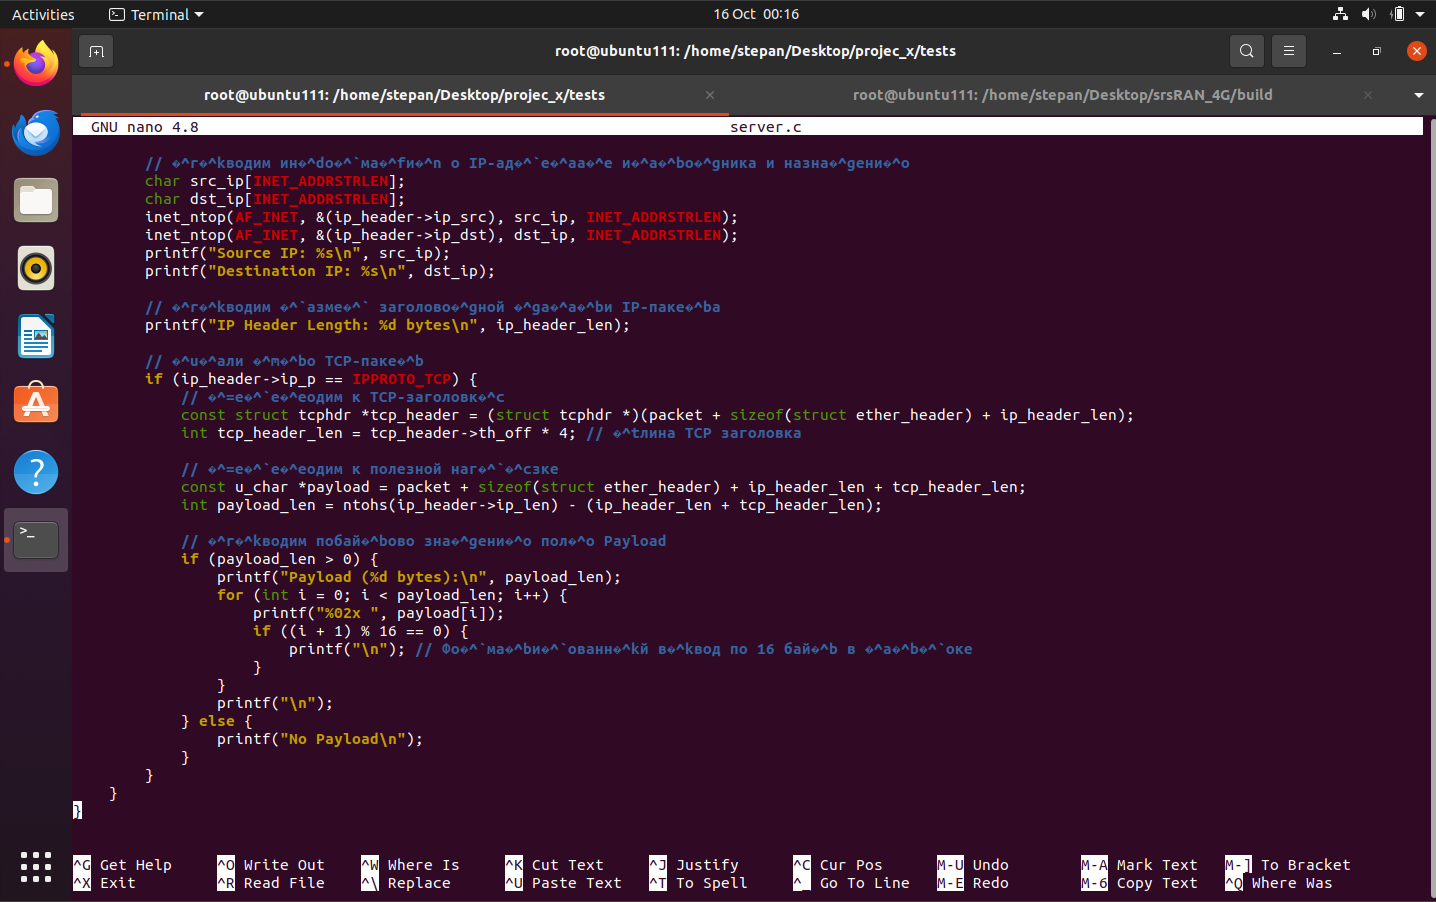 Activities
Terminal
16 Oct 00:16
root@ubuntu111: /home/stepan/Desktop/projec_x/tests
root@ubuntu111: /home/stepan/Desktop/projec_x/tests
root@ubuntu111: /home/stepan/Desktop/srsRAN_4G/build
GNU nano 4.8 server.c
// �^r�^kводим ин�^do�^`ма�^fи�^n о IP-ад�^`е�^aа�^e и�^a�^bо�^gника и назна�^gени�^o
char src_ip[INET_ADDRSTRLEN];
char dst_ip[INET_ADDRSTRLEN];
inet_ntop(AF_INET, &(ip_header->ip_src), src_ip, INET_ADDRSTRLEN);
inet_ntop(AF_INET, &(ip_header->ip_dst), dst_ip, INET_ADDRSTRLEN);
printf("Source IP: %s\n", src_ip);
printf("Destination IP: %s\n", dst_ip);
// �^r�^kводим �^`азме�^` заголово�^gной �^ga�^a�^bи IP-паке�^ba
printf("IP Header Length: %d bytes\n", ip_header_len);
// �^u�^aли �^m�^bо TCP-паке�^b
if (ip_header->ip_p == IPPROTO_TCP) {
// �^=е�^`е�^eодим к TCP-заголовк�^c
const struct tcphdr *tcp_header = (struct tcphdr *)(packet + sizeof(struct ether_header) + ip_header_len);
int tcp_header_len = tcp_header->th_off * 4; // �^tлина TCP заголовка
// �^=е�^`е�^eодим к полезной наг�^`�^cзке
const u_char *payload = packet + sizeof(struct ether_header) + ip_header_len + tcp_header_len;
int payload_len = ntohs(ip_header->ip_len) - (ip_header_len + tcp_header_len);
// �^r�^kводим побай�^bово зна�^gени�^o пол�^o Payload
if (payload_len > 0) {
printf("Payload (%d bytes):\n", payload_len);
for (int i = 0; i < payload_len; i++) {
printf("%02x ", payload[i]);
if ((i + 1) % 16 == 0) {
printf("\n"); // Фо�^`ма�^bи�^`ованн�^kй в�^kвод по 16 бай�^b в �^a�^b�^`оке
}
}
printf("\n");
} else {
printf("No Payload\n");
}
}
}
}
^G Get Help ^O Write Out ^W Where Is ^K Cut Text ^J Justify ^C Cur Pos M-U Undo M-A Mark Text M-] To Bracket
^X Exit ^R Read File ^\ Replace ^U Paste Text ^T To Spell ^_ Go To Line M-E Redo M-6 Copy Text ^Q Where Was